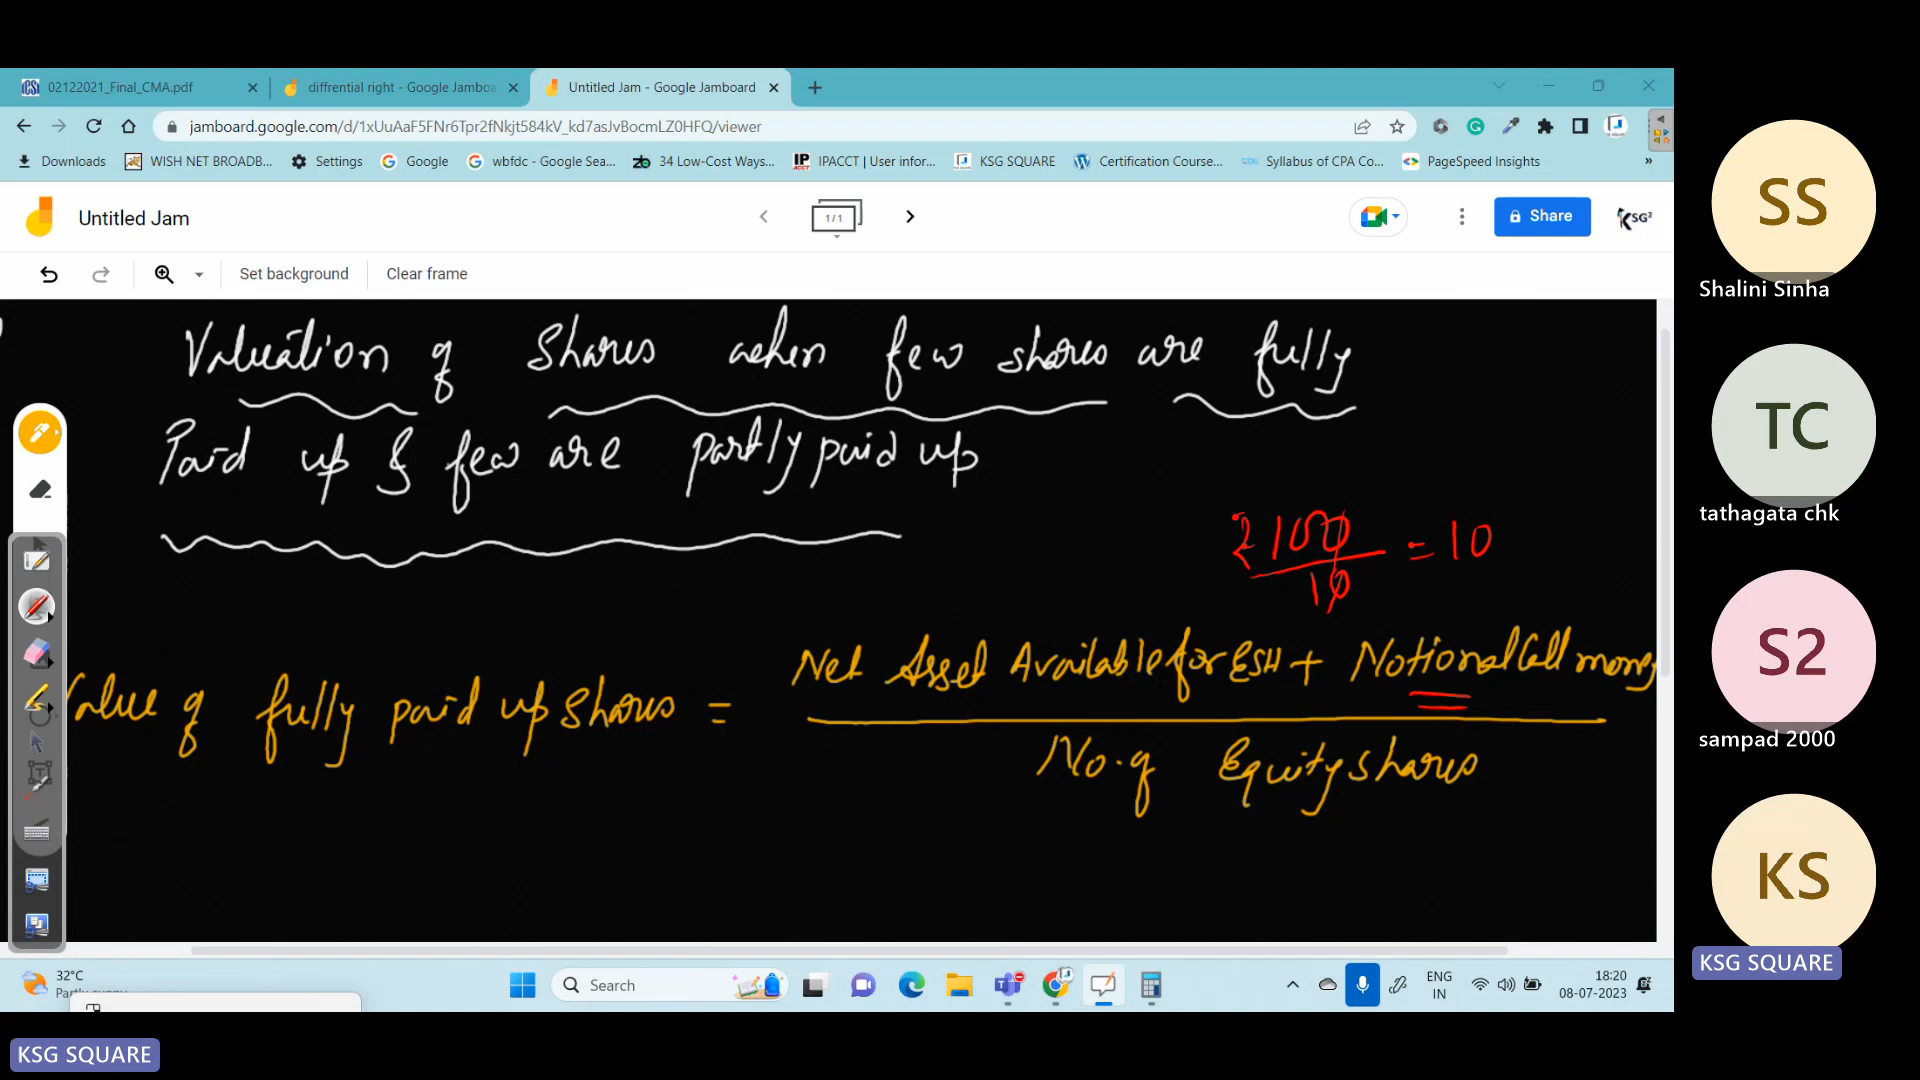 02122021_Final_CMA.pdf
diffrential right - Google Jamboa
Untitled Jam - Google Jamboard
jamboard.google.com/d/1xUuAaF5FNr6Tpr2fNkjt584kV_kd7asJvBocmLZ0HFQ/viewer
Downloads WISH NET BROADB... Settings Google wbfdc - Google Sea... 34 Low-Cost Ways... IPACCT | User infor... KSG SQUARE Certification Course... Syllabus of CPA Co... PageSpeed Insights »
Untitled Jam
1/1
Share
KSG²
Set background
Clear frame
Valuation of Shares when few shares are fully
Paid up & few are partly paid up
₹100/10 = 10
Value of fully paid up Shares = Net Asset Available for ESH + Notional Call money
No. of Equity shares
SS
Shalini Sinha
TC
tathagata chk
S2
sampad 2000
KS
KSG SQUARE
32°C
Partly sunny
Search
ENG
IN
18:20
08-07-2023
KSG SQUARE